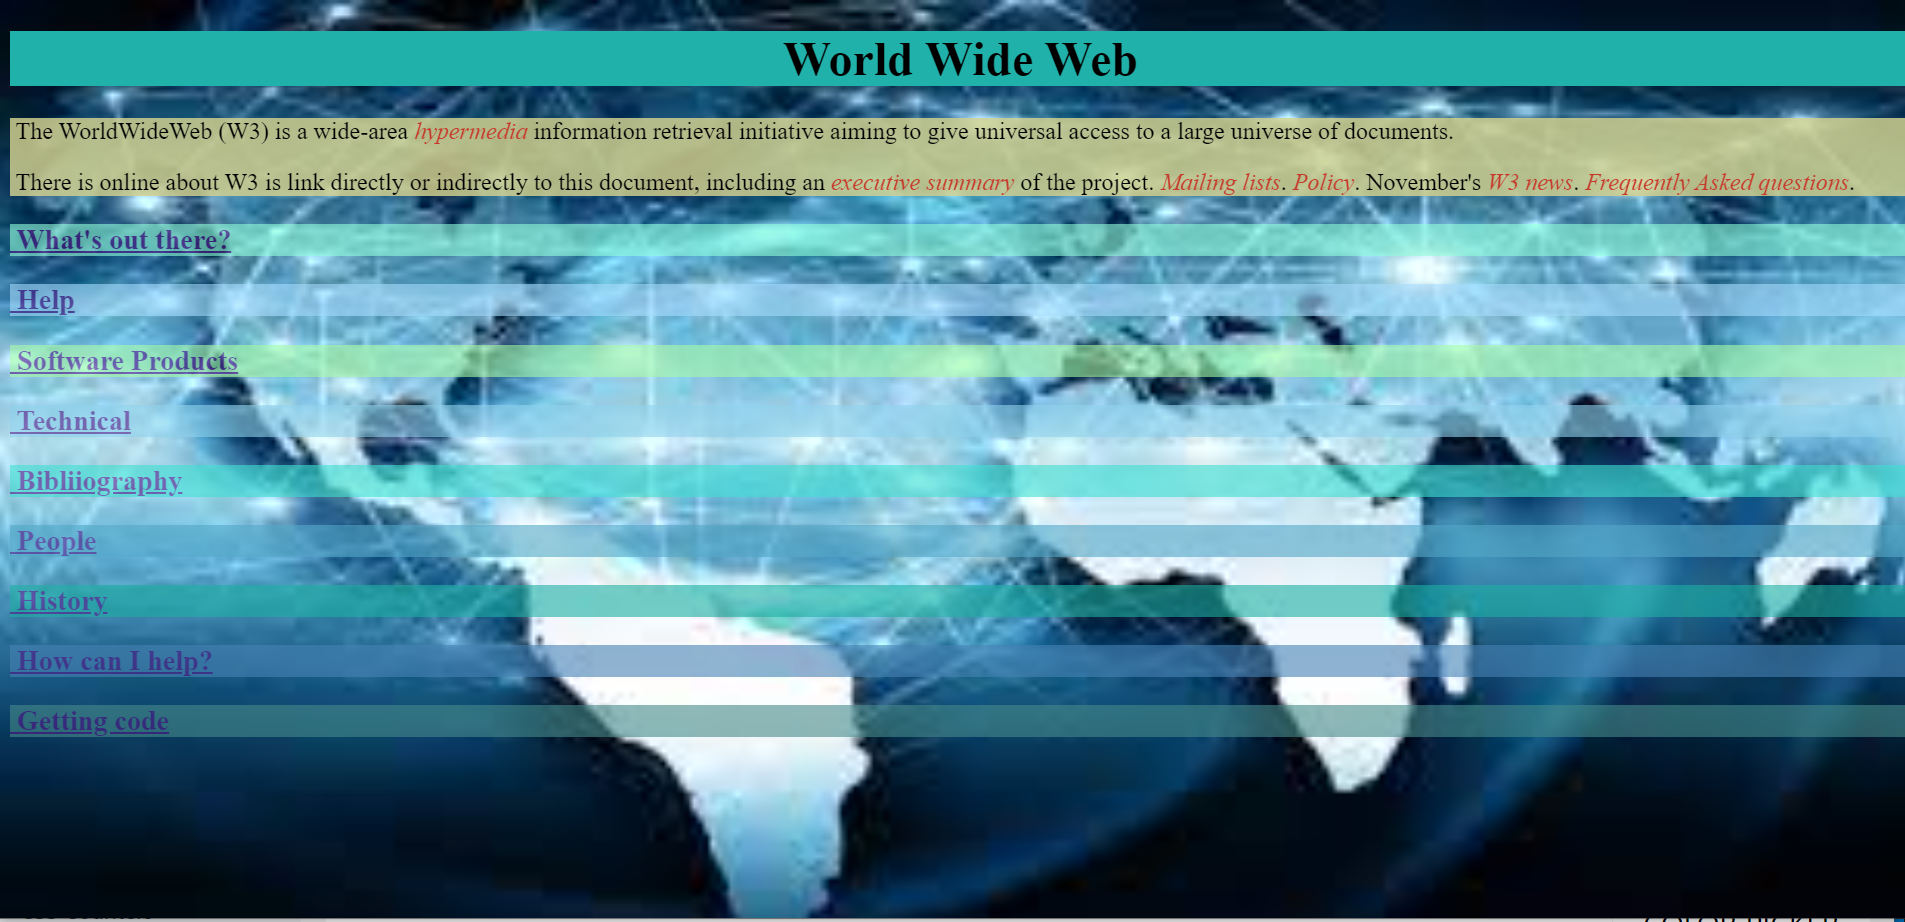 World Wide Web
The WorldWideWeb (W3) is a wide-area hypermedia information retrieval initiative aiming to give universal access to a large universe of documents.
There is online about W3 is link directly or indirectly to this document, including an executive summary of the project. Mailing lists. Policy. November's W3 news. Frequently Asked questions.
What's out there?
Help
Software Products
Technical
Bibliiography
People
History
How can I help?
Getting code